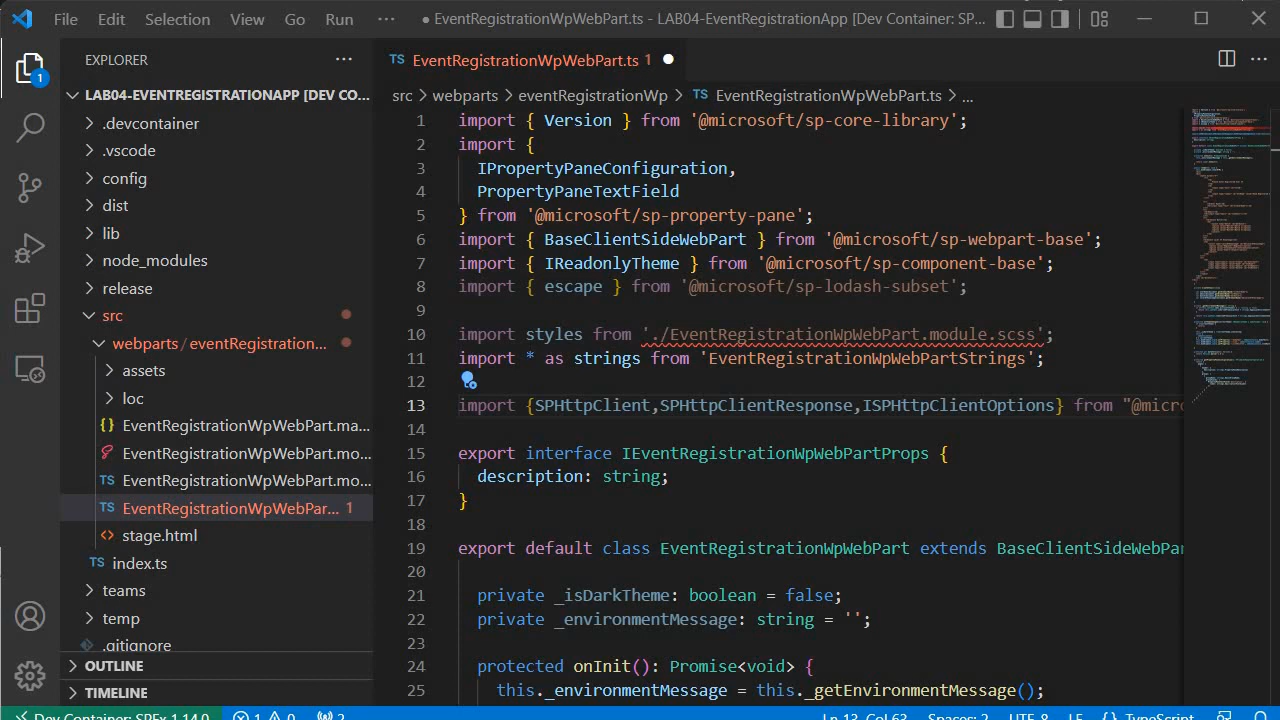 File Edit Selection View Go Run ··· ● EventRegistrationWpWebPart.ts - LAB04-EventRegistrationApp [Dev Container: SP...
EXPLORER ···
1
LAB04-EVENTREGISTRATIONAPP [DEV CO...
.devcontainer
.vscode
config
dist
lib
node_modules
release
src
webparts / eventRegistration...
assets
loc
{} EventRegistrationWpWebPart.ma...
EventRegistrationWpWebPart.mo...
TS EventRegistrationWpWebPart.mo...
TS EventRegistrationWpWebPar... 1
<> stage.html
TS index.ts
teams
temp
.gitignore
OUTLINE
TIMELINE
TS EventRegistrationWpWebPart.ts 1 ●
src > webparts > eventRegistrationWp > TS EventRegistrationWpWebPart.ts > ...
1 import { Version } from '@microsoft/sp-core-library';
2 import {
3 IPropertyPaneConfiguration,
4 PropertyPaneTextField
5 } from '@microsoft/sp-property-pane';
6 import { BaseClientSideWebPart } from '@microsoft/sp-webpart-base';
7 import { IReadonlyTheme } from '@microsoft/sp-component-base';
8 import { escape } from '@microsoft/sp-lodash-subset';
9
10 import styles from './EventRegistrationWpWebPart.module.scss';
11 import * as strings from 'EventRegistrationWpWebPartStrings';
12
13 import {SPHttpClient,SPHttpClientResponse,ISPHttpClientOptions} from "@micro
14
15 export interface IEventRegistrationWpWebPartProps {
16 description: string;
17 }
18
19 export default class EventRegistrationWpWebPart extends BaseClientSideWebPar
20
21 private _isDarkTheme: boolean = false;
22 private _environmentMessage: string = '';
23
24 protected onInit(): Promise<void> {
25 this._environmentMessage = this._getEnvironmentMessage();
Dev Container: SPFx 1.14.0 1 0 2 Ln 13, Col 63 Spaces: 2 UTF-8 LF {} TypeScript